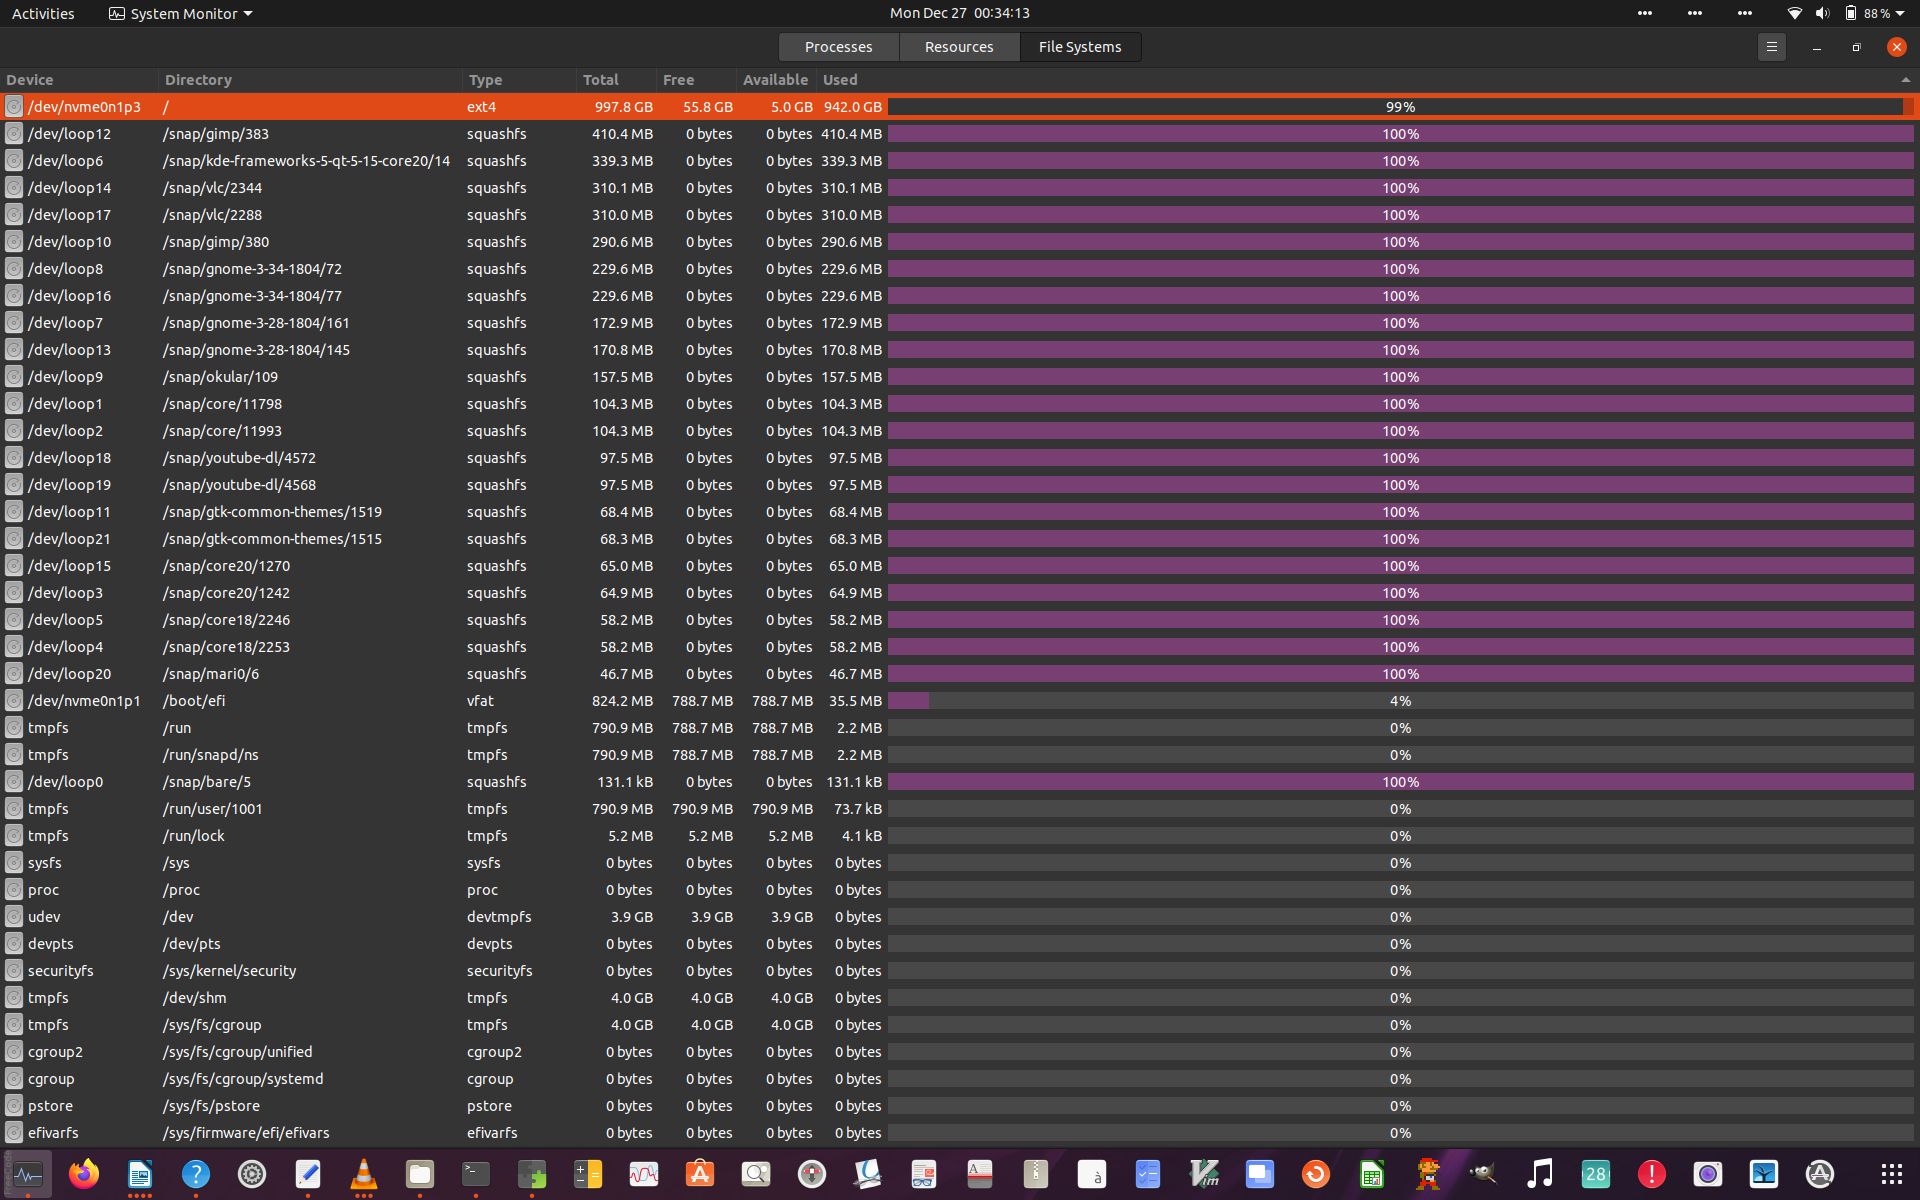 Activities System Monitor Mon Dec 27 00:34:13 88 %
Processes Resources File Systems
Device Directory Type Total Free Available Used
/dev/nvme0n1p3 / ext4 997.8 GB 55.8 GB 5.0 GB 942.0 GB 99%
/dev/loop12 /snap/gimp/383 squashfs 410.4 MB 0 bytes 0 bytes 410.4 MB 100%
/dev/loop6 /snap/kde-frameworks-5-qt-5-15-core20/14 squashfs 339.3 MB 0 bytes 0 bytes 339.3 MB 100%
/dev/loop14 /snap/vlc/2344 squashfs 310.1 MB 0 bytes 0 bytes 310.1 MB 100%
/dev/loop17 /snap/vlc/2288 squashfs 310.0 MB 0 bytes 0 bytes 310.0 MB 100%
/dev/loop10 /snap/gimp/380 squashfs 290.6 MB 0 bytes 0 bytes 290.6 MB 100%
/dev/loop8 /snap/gnome-3-34-1804/72 squashfs 229.6 MB 0 bytes 0 bytes 229.6 MB 100%
/dev/loop16 /snap/gnome-3-34-1804/77 squashfs 229.6 MB 0 bytes 0 bytes 229.6 MB 100%
/dev/loop7 /snap/gnome-3-28-1804/161 squashfs 172.9 MB 0 bytes 0 bytes 172.9 MB 100%
/dev/loop13 /snap/gnome-3-28-1804/145 squashfs 170.8 MB 0 bytes 0 bytes 170.8 MB 100%
/dev/loop9 /snap/okular/109 squashfs 157.5 MB 0 bytes 0 bytes 157.5 MB 100%
/dev/loop1 /snap/core/11798 squashfs 104.3 MB 0 bytes 0 bytes 104.3 MB 100%
/dev/loop2 /snap/core/11993 squashfs 104.3 MB 0 bytes 0 bytes 104.3 MB 100%
/dev/loop18 /snap/youtube-dl/4572 squashfs 97.5 MB 0 bytes 0 bytes 97.5 MB 100%
/dev/loop19 /snap/youtube-dl/4568 squashfs 97.5 MB 0 bytes 0 bytes 97.5 MB 100%
/dev/loop11 /snap/gtk-common-themes/1519 squashfs 68.4 MB 0 bytes 0 bytes 68.4 MB 100%
/dev/loop21 /snap/gtk-common-themes/1515 squashfs 68.3 MB 0 bytes 0 bytes 68.3 MB 100%
/dev/loop15 /snap/core20/1270 squashfs 65.0 MB 0 bytes 0 bytes 65.0 MB 100%
/dev/loop3 /snap/core20/1242 squashfs 64.9 MB 0 bytes 0 bytes 64.9 MB 100%
/dev/loop5 /snap/core18/2246 squashfs 58.2 MB 0 bytes 0 bytes 58.2 MB 100%
/dev/loop4 /snap/core18/2253 squashfs 58.2 MB 0 bytes 0 bytes 58.2 MB 100%
/dev/loop20 /snap/mari0/6 squashfs 46.7 MB 0 bytes 0 bytes 46.7 MB 100%
/dev/nvme0n1p1 /boot/efi vfat 824.2 MB 788.7 MB 788.7 MB 35.5 MB 4%
tmpfs /run tmpfs 790.9 MB 788.7 MB 788.7 MB 2.2 MB 0%
tmpfs /run/snapd/ns tmpfs 790.9 MB 788.7 MB 788.7 MB 2.2 MB 0%
/dev/loop0 /snap/bare/5 squashfs 131.1 kB 0 bytes 0 bytes 131.1 kB 100%
tmpfs /run/user/1001 tmpfs 790.9 MB 790.9 MB 790.9 MB 73.7 kB 0%
tmpfs /run/lock tmpfs 5.2 MB 5.2 MB 5.2 MB 4.1 kB 0%
sysfs /sys sysfs 0 bytes 0 bytes 0 bytes 0 bytes 0%
proc /proc proc 0 bytes 0 bytes 0 bytes 0 bytes 0%
udev /dev devtmpfs 3.9 GB 3.9 GB 3.9 GB 0 bytes 0%
devpts /dev/pts devpts 0 bytes 0 bytes 0 bytes 0 bytes 0%
securityfs /sys/kernel/security securityfs 0 bytes 0 bytes 0 bytes 0 bytes 0%
tmpfs /dev/shm tmpfs 4.0 GB 4.0 GB 4.0 GB 0 bytes 0%
tmpfs /sys/fs/cgroup tmpfs 4.0 GB 4.0 GB 4.0 GB 0 bytes 0%
cgroup2 /sys/fs/cgroup/unified cgroup2 0 bytes 0 bytes 0 bytes 0 bytes 0%
cgroup /sys/fs/cgroup/systemd cgroup 0 bytes 0 bytes 0 bytes 0 bytes 0%
pstore /sys/fs/pstore pstore 0 bytes 0 bytes 0 bytes 0 bytes 0%
efivarfs /sys/firmware/efi/efivars efivarfs 0 bytes 0 bytes 0 bytes 0 bytes 0%
A à Vim 28